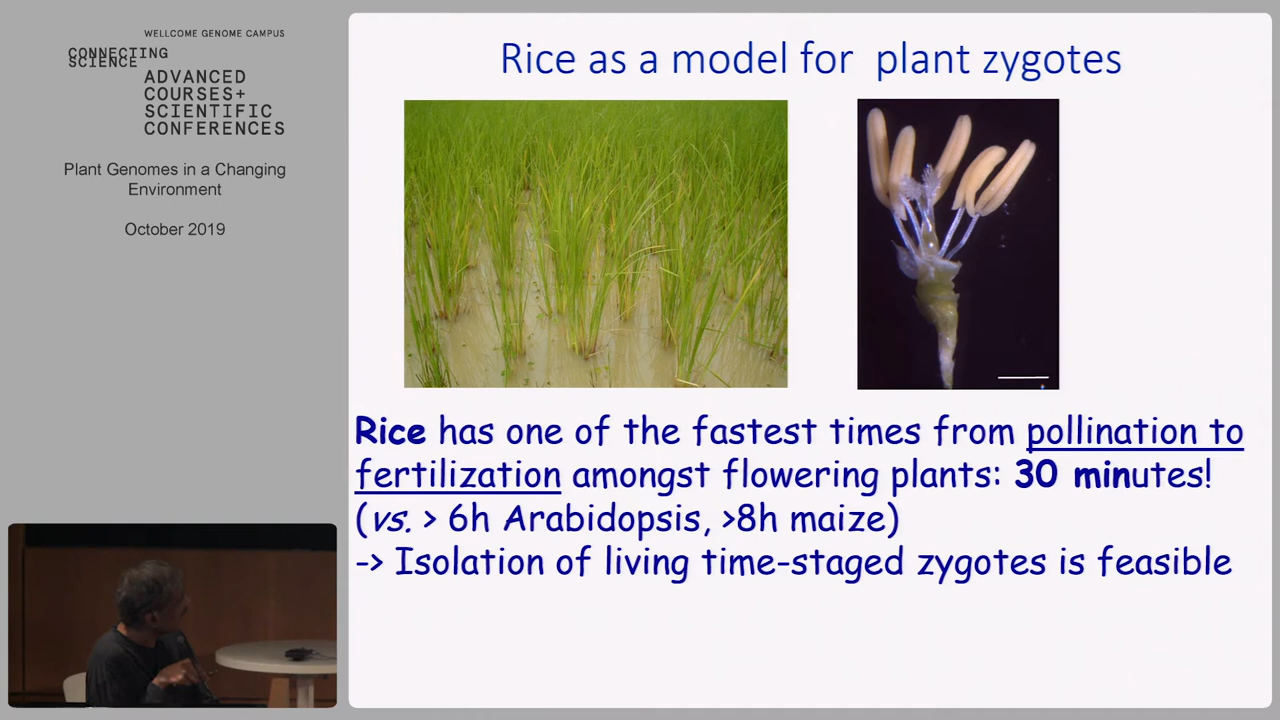 WELLCOME GENOME CAMPUS
CONNECTING
SCIENCE
ADVANCED
COURSES+
SCIENTIFIC
CONFERENCES
Plant Genomes in a Changing
Environment
October 2019
Rice as a model for plant zygotes
Rice has one of the fastest times from pollination to
fertilization amongst flowering plants: 30 minutes!
(vs. > 6h Arabidopsis, >8h maize)
-> Isolation of living time-staged zygotes is feasible